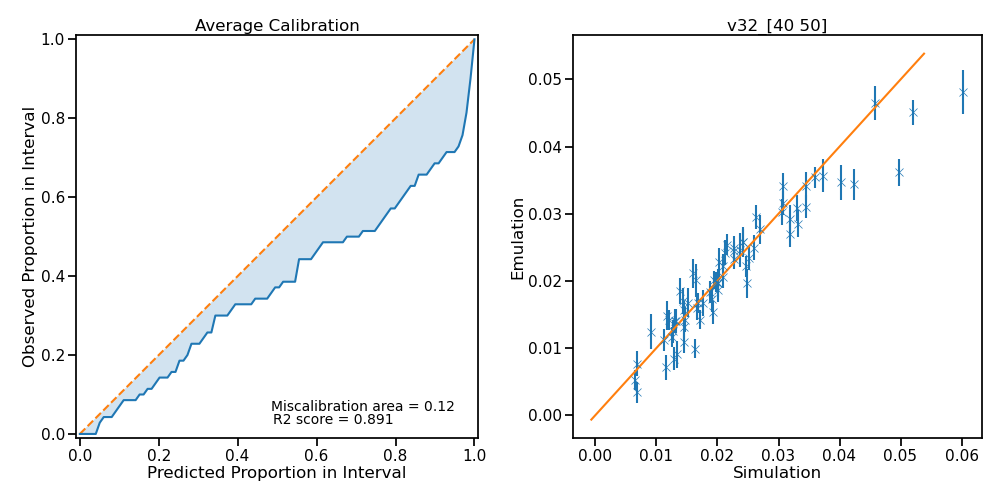 Average Calibration
1.0
0.8
0.6
0.4
0.2
0.0
Observed Proportion in Interval
Miscalibration area = 0.12
R2 score = 0.891
0.0 0.2 0.4 0.6 0.8 1.0
Predicted Proportion in Interval
v32_[40 50]
0.05
0.04
0.03
0.02
0.01
0.00
Emulation
0.00 0.01 0.02 0.03 0.04 0.05 0.06
Simulation